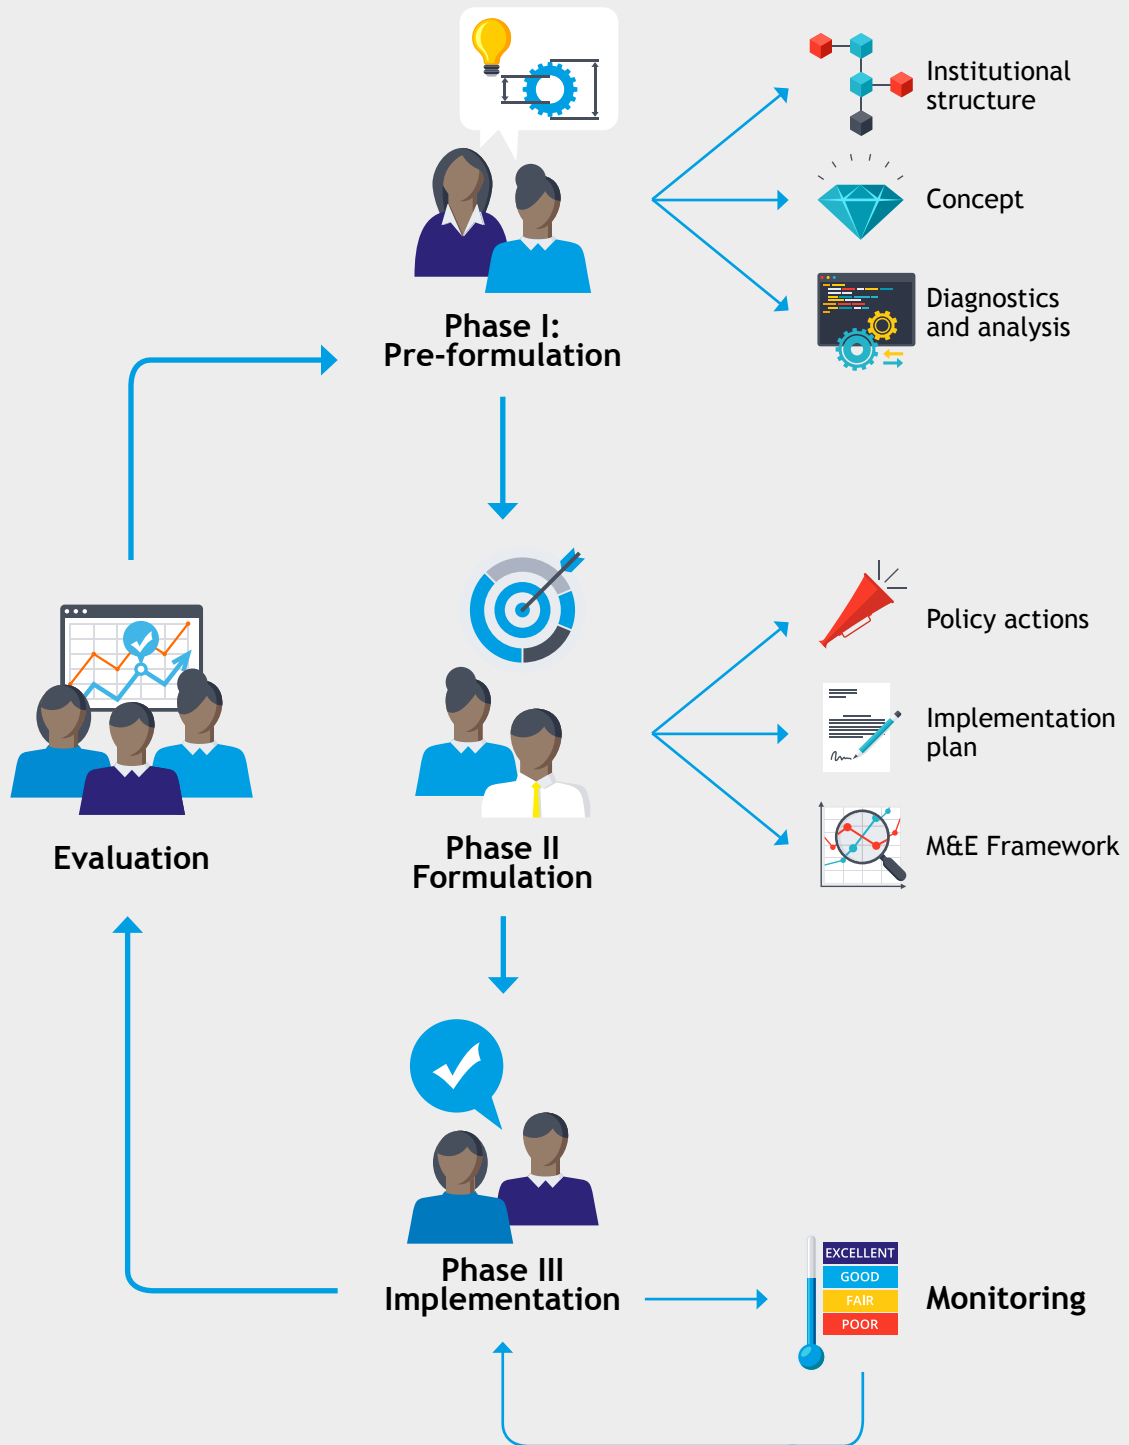 Institutional
structure
Concept
Diagnostics
and analysis
Phase I:
Pre-formulation
Policy actions
Implementation
plan
M&E Framework
Phase II
Formulation
Evaluation
Phase III
Implementation
EXCELLENT
GOOD
FAIR
POOR
Monitoring